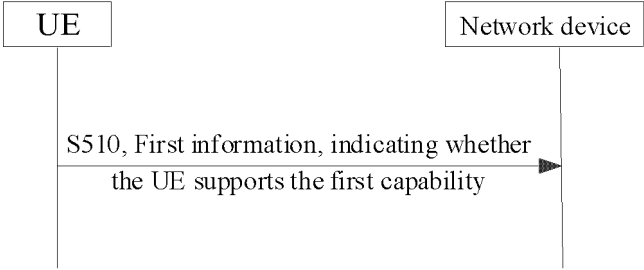 UE
Network device
S510, First information, indicating whether
the UE supports the first capability